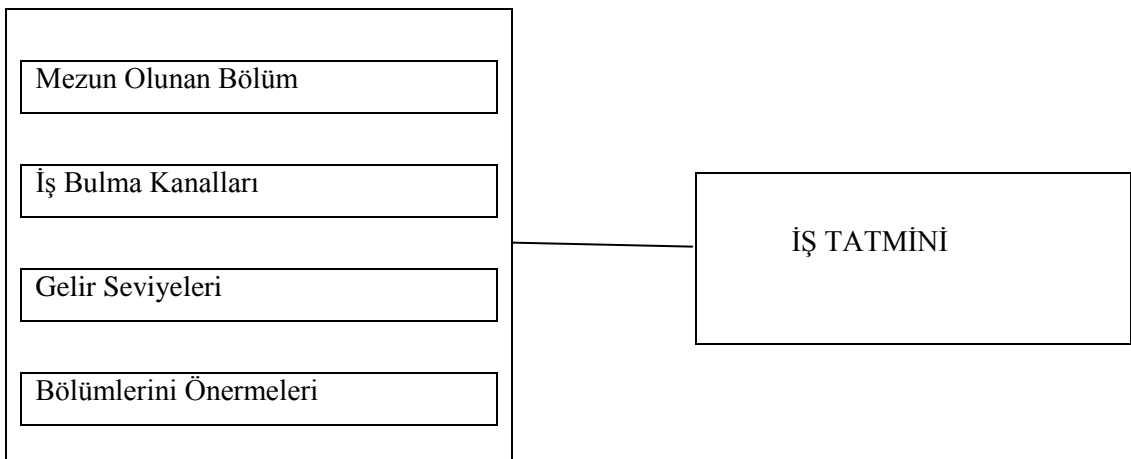 Mezun Olunan Bölüm
İş Bulma Kanalları
Gelir Seviyeleri
Bölümlerini Önermeleri
İŞ TATMİNİ